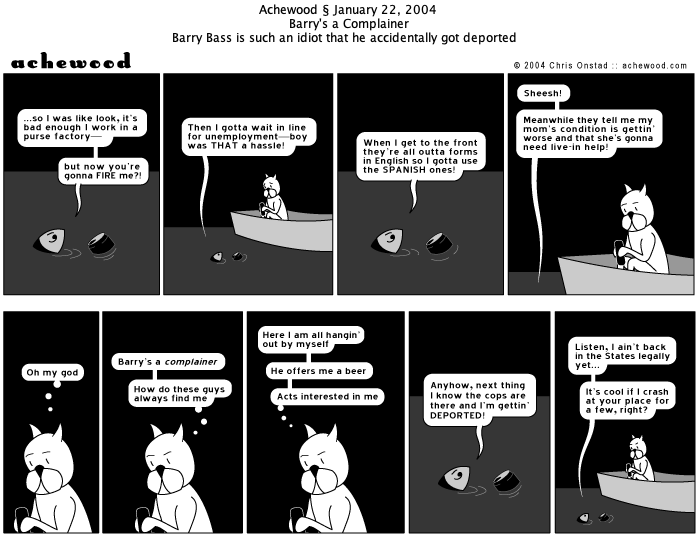 Achewood § January 22, 2004
Barry's a Complainer
Barry Bass is such an idiot that he accidentally got deported
achewood
© 2004 Chris Onstad :: achewood.com
...so I was like look, it's
bad enough I work in a
purse factory—
but now you're
gonna FIRE me?!
Then I gotta wait in line
for unemployment—boy
was THAT a hassle!
When I get to the front
they're all outta forms
in English so I gotta use
the SPANISH ones!
Sheesh!
Meanwhile they tell me my
mom's condition is gettin'
worse and that she's gonna
need live-in help!
Oh my god
Barry's a complainer
How do these guys
always find me
Here I am all hangin'
out by myself
He offers me a beer
Acts interested in me
Anyhow, next thing
I know the cops are
there and I'm gettin'
DEPORTED!
Listen, I ain't back
in the States legally
yet...
It's cool if I crash
at your place for
a few, right?